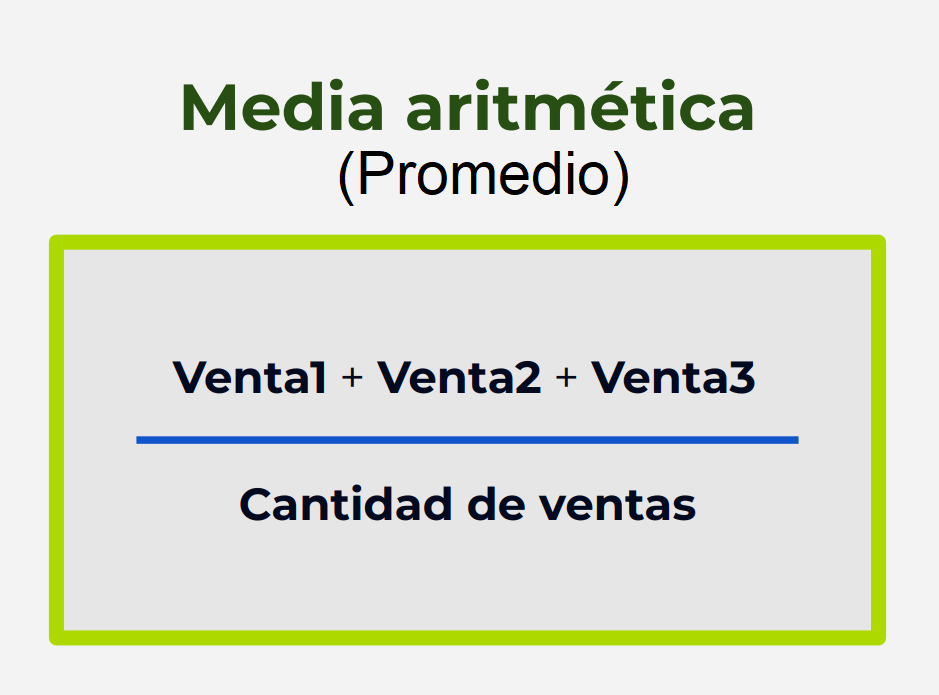 Media aritmética
(Promedio)
Venta1 + Venta2 + Venta3
Cantidad de ventas